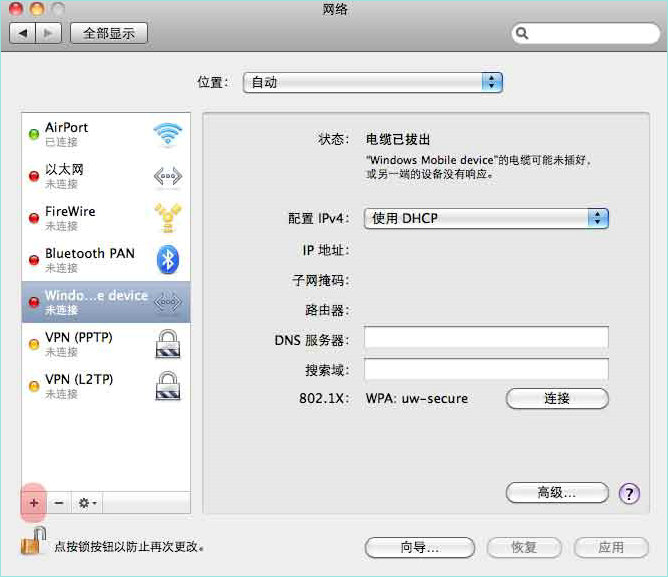 网络
全部显示
位置： 自动
AirPort
已连接
以太网
未连接
FireWire
未连接
Bluetooth PAN
未连接
Windo...e device
未连接
VPN (PPTP)
未连接
VPN (L2TP)
未连接
状态： 电缆已拔出
“Windows Mobile device”的电缆可能未插好，
或另一端的设备没有响应。
配置 IPv4： 使用 DHCP
IP 地址：
子网掩码：
路由器：
DNS 服务器：
搜索域：
802.1X： WPA: uw-secure 连接
高级... ?
+ −
点按锁按钮以防止再次更改。
向导... 恢复 应用